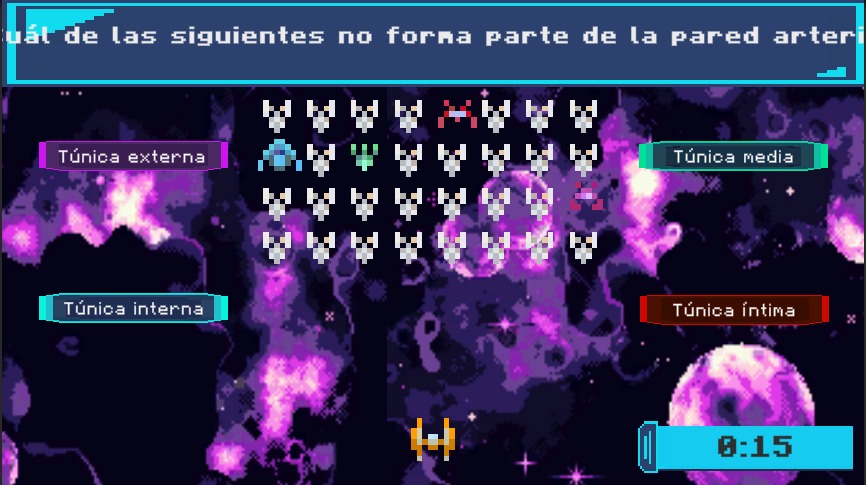 uál de las siguientes no forma parte de la pared arteri
Túnica externa
Túnica media
Túnica interna
Túnica íntima
0:15